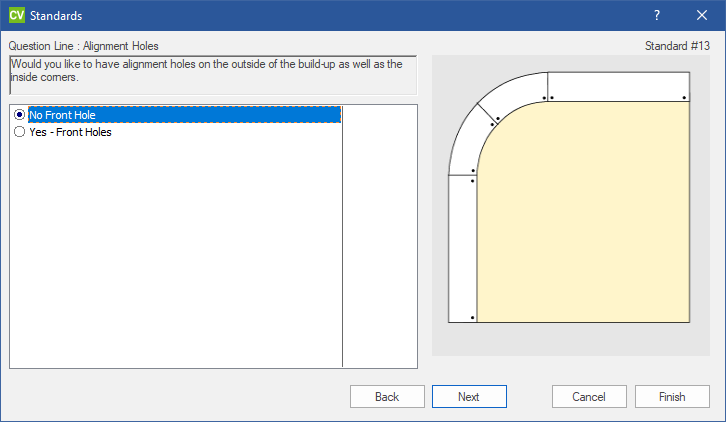 CV Standards ?
Question Line : Alignment Holes
Standard #13
Would you like to have alignment holes on the outside of the build-up as well as the
inside corners.
No Front Hole
Yes - Front Holes
Back
Next
Cancel
Finish